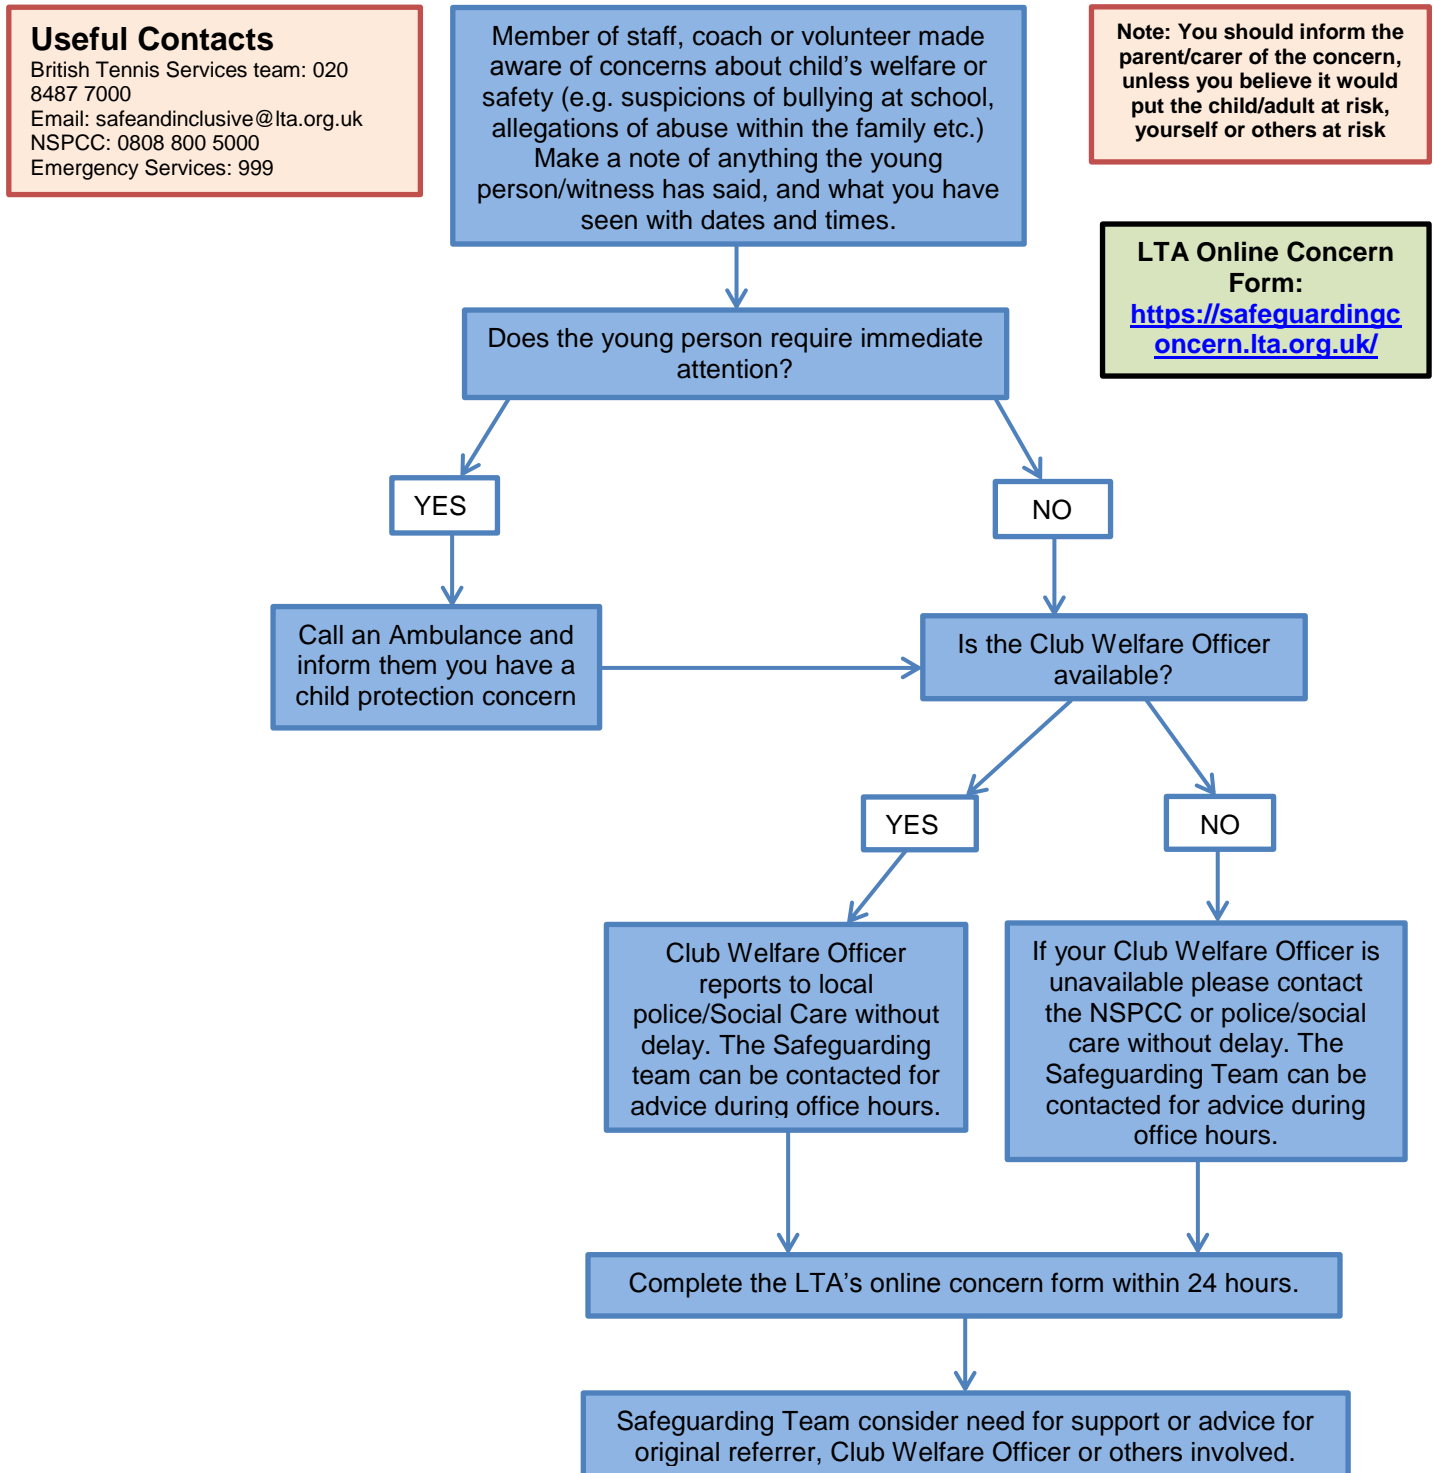 Useful Contacts
British Tennis Services team: 020
8487 7000
Email: safeandinclusive@lta.org.uk
NSPCC: 0808 800 5000
Emergency Services: 999
Member of staff, coach or volunteer made
aware of concerns about child's welfare or
safety (e.g. suspicions of bullying at school,
allegations of abuse within the family etc.)
Make a note of anything the young
person/witness has said, and what you have
seen with dates and times.
Note: You should inform the
parent/carer of the concern,
unless you believe it would
put the child/adult at risk,
yourself or others at risk
LTA Online Concern
Form:
https://safeguardingc
oncern.lta.org.uk/
Does the young person require immediate
attention?
YES
NO
Call an Ambulance and
inform them you have a
child protection concern
Is the Club Welfare Officer
available?
YES
NO
Club Welfare Officer
reports to local
police/Social Care without
delay. The Safeguarding
team can be contacted for
advice during office hours.
If your Club Welfare Officer is
unavailable please contact
the NSPCC or police/social
care without delay. The
Safeguarding Team can be
contacted for advice during
office hours.
Complete the LTA's online concern form within 24 hours.
Safeguarding Team consider need for support or advice for
original referrer, Club Welfare Officer or others involved.